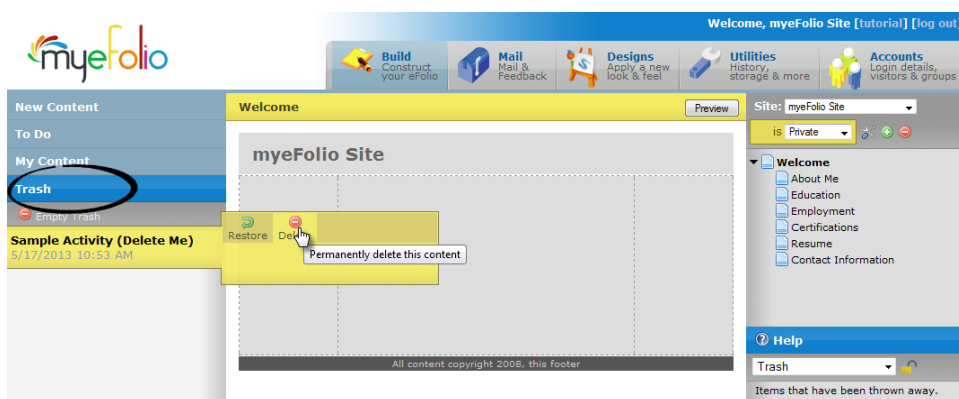 Welcome, myeFolio Site [tutorial] [log out]
myefolio
Build
Construct
your eFolio
Mail
Mail &
Feedback
Designs
Apply a new
look & feel
Utilities
History,
storage & more
Accounts
Login details,
visitors & groups
New Content
To Do
My Content
Trash
Empty Trash
Sample Activity (Delete Me)
5/17/2013 10:53 AM
Welcome
Preview
myeFolio Site
Restore
Permanently delete this content
All content copyright 2008, this footer
Site: myeFolio Site
is Private
Welcome
About Me
Education
Employment
Certifications
Resume
Contact Information
Help
Trash
Items that have been thrown away.